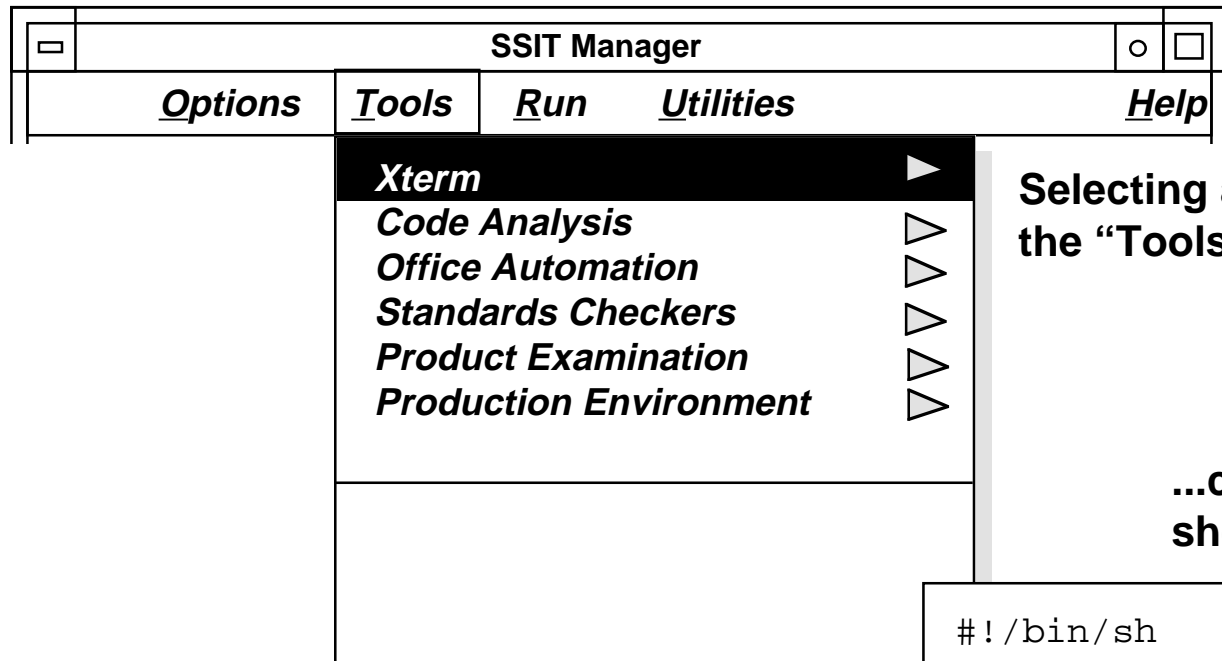 SSIT Manager
Options Tools Run Utilities Help
Xterm
Code Analysis
Office Automation
Standards Checkers
Product Examination
Production Environment
Selecting
the “Tools
#!/bin/sh